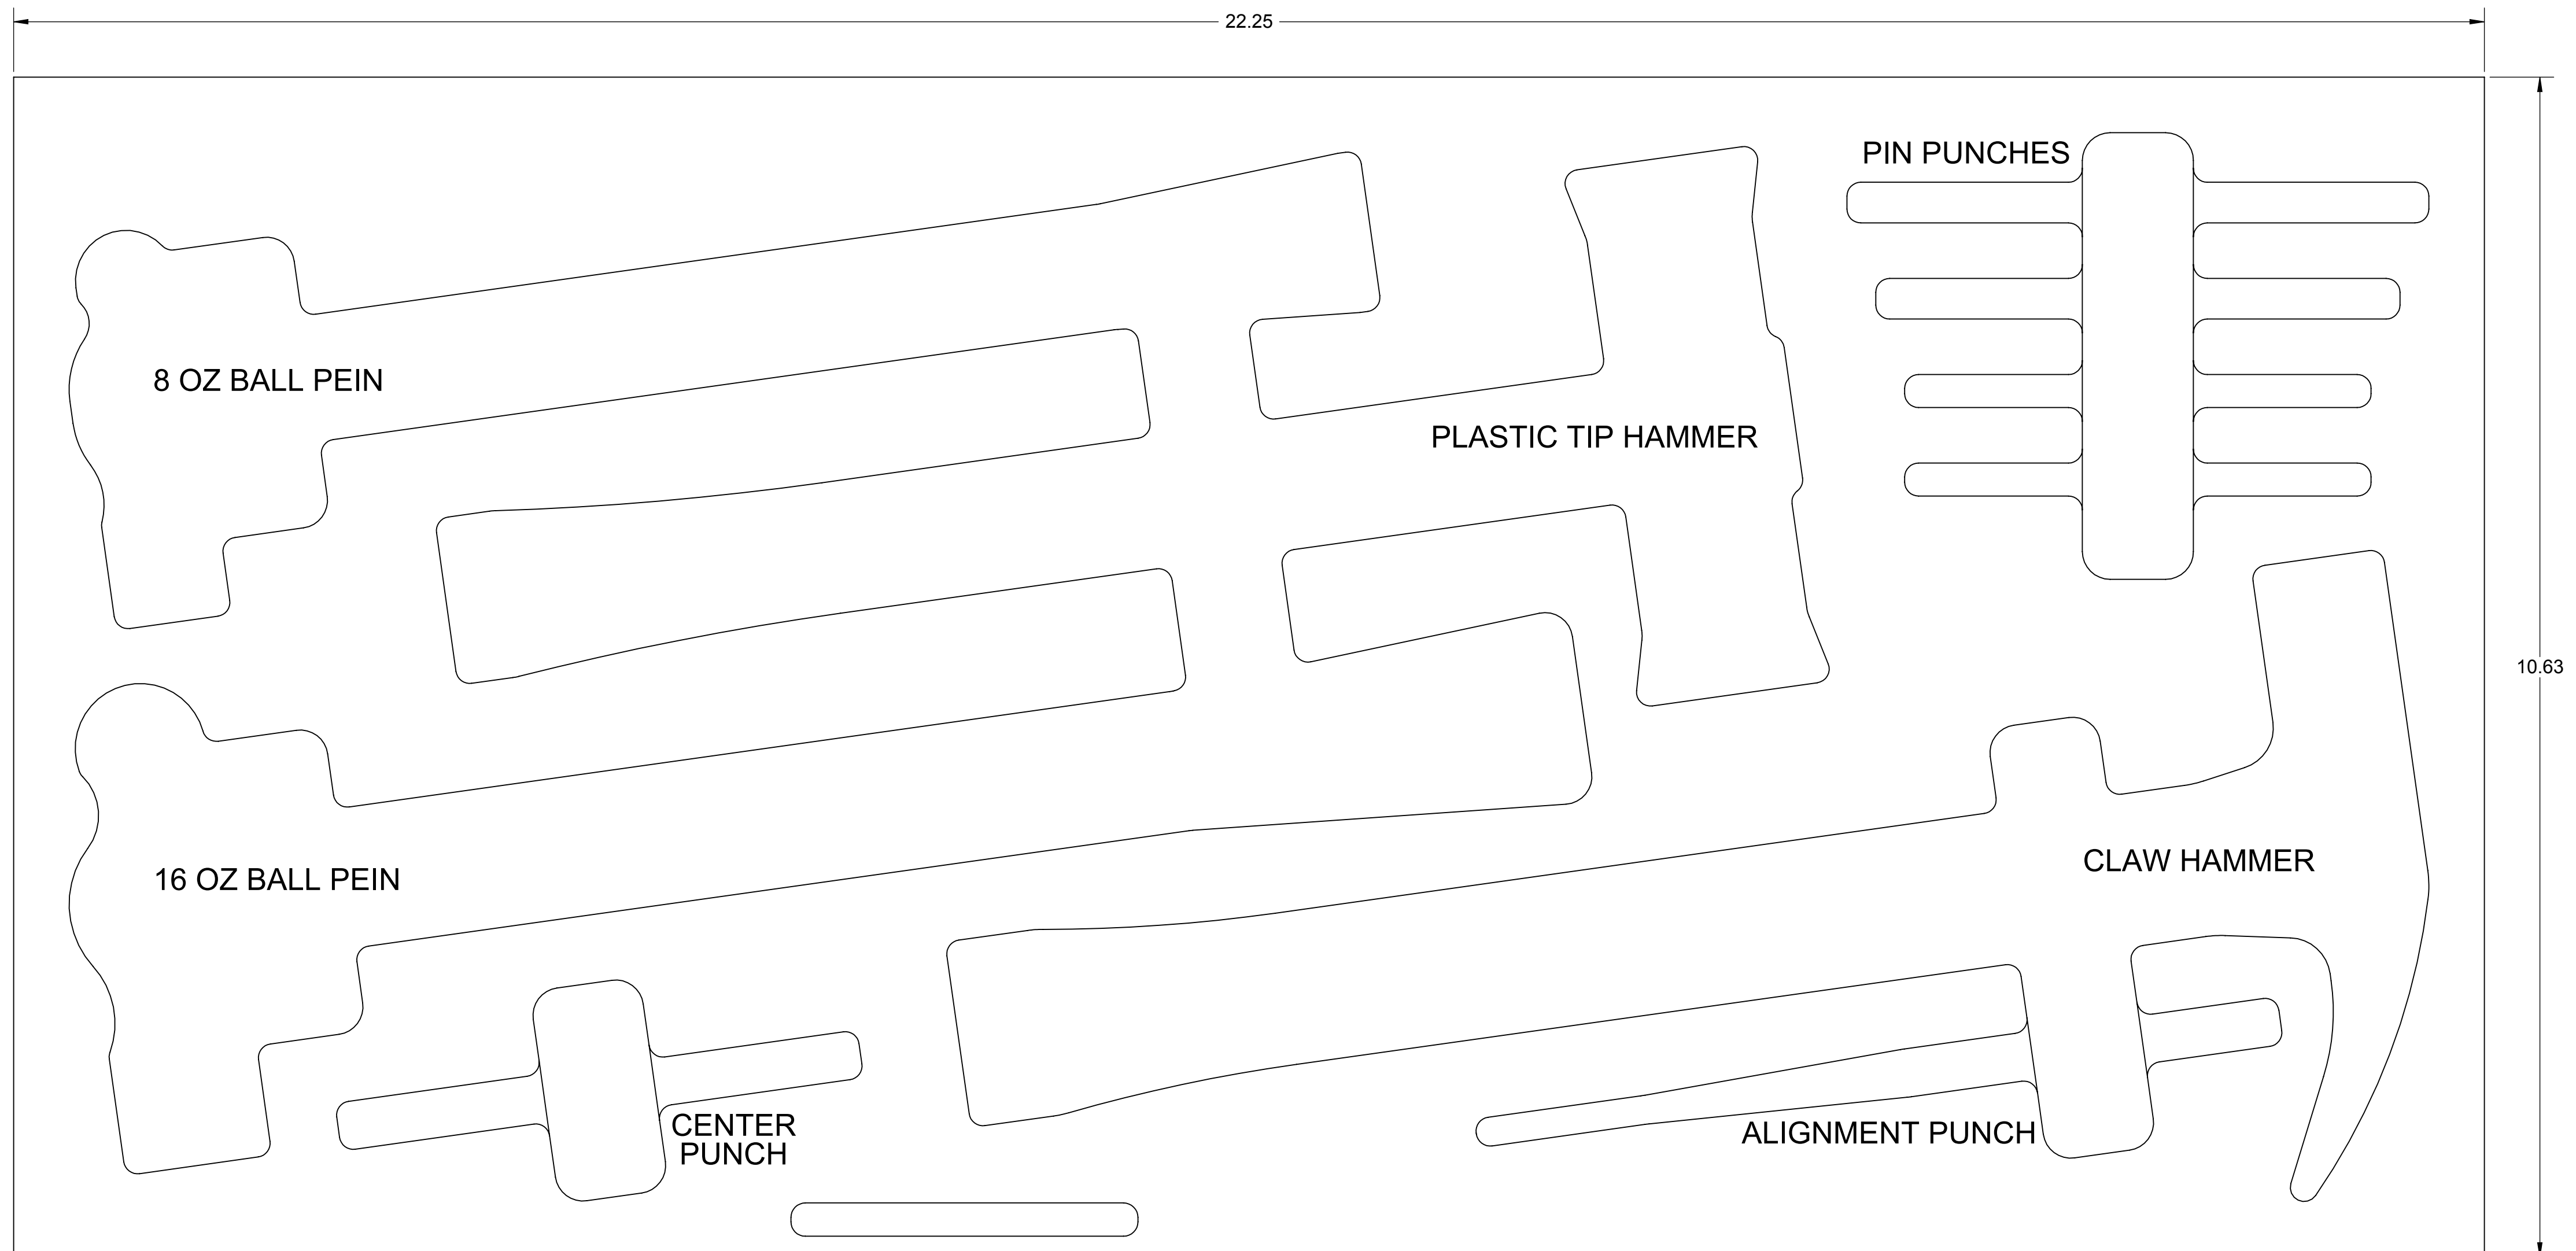 22.25
PIN PUNCHES
8 OZ BALL PEIN
PLASTIC TIP HAMMER
10.63
16 OZ BALL PEIN
CLAW HAMMER
CENTER
PUNCH
ALIGNMENT PUNCH